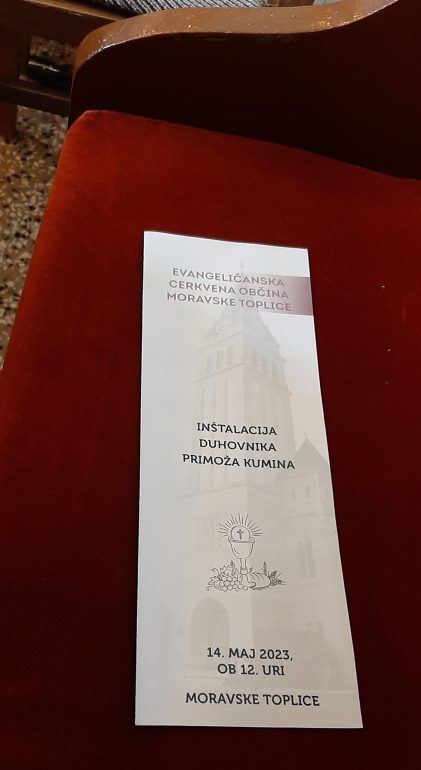 EVANGELIČANSKA
CERKVENA OBČINA
MORAVSKE TOPLICE
INŠTALACIJA
DUHOVNIKA
PRIMOŽA KUMINA
14. MAJ 2023,
OB 12. URI
MORAVSKE TOPLICE